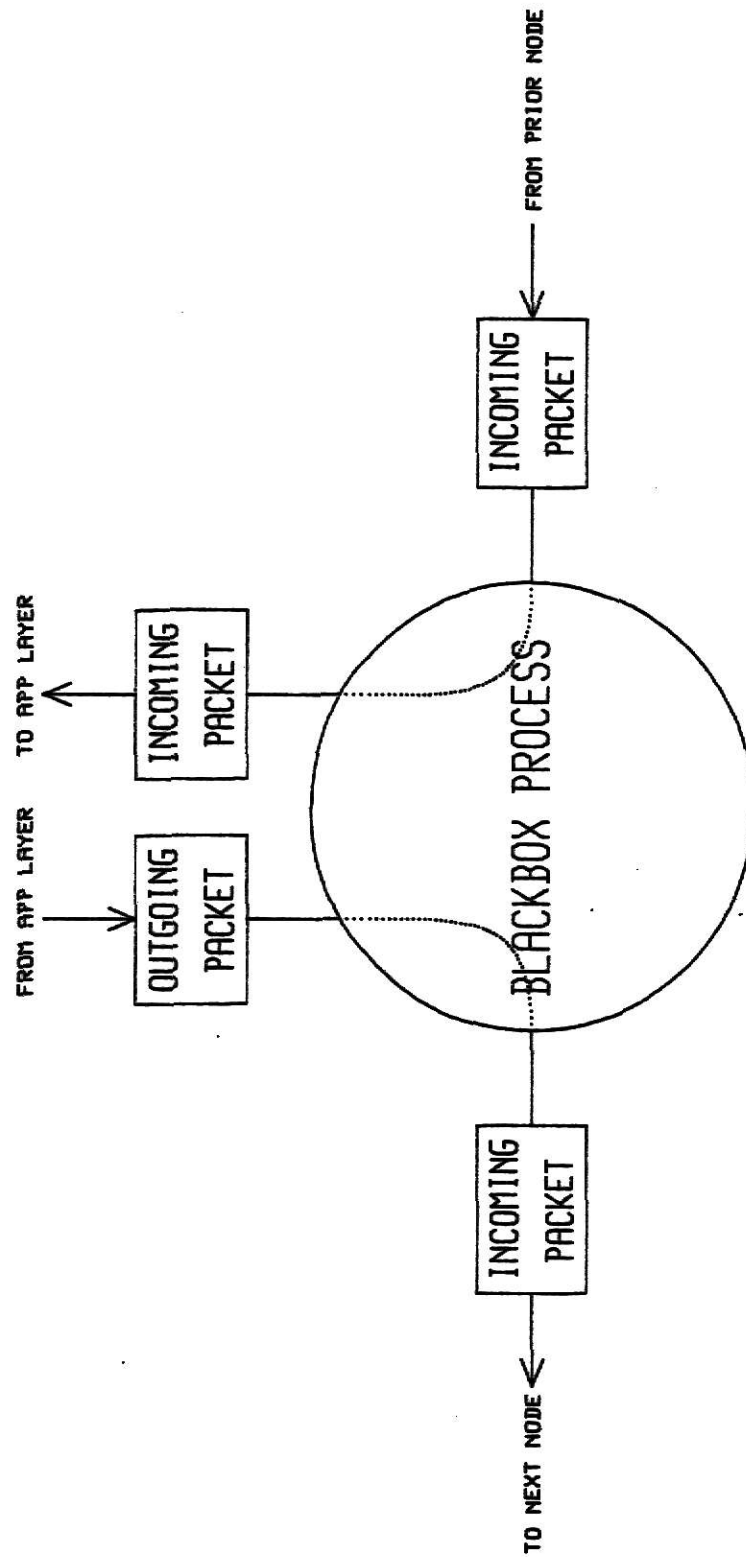 FROM APP LAYER
TO APP LAYER
OUTGOING
PACKET
INCOMING
PACKET
TO NEXT NODE
INCOMING
PACKET
BLACKBOX PROCESS
INCOMING
PACKET
FROM PRIOR NODE